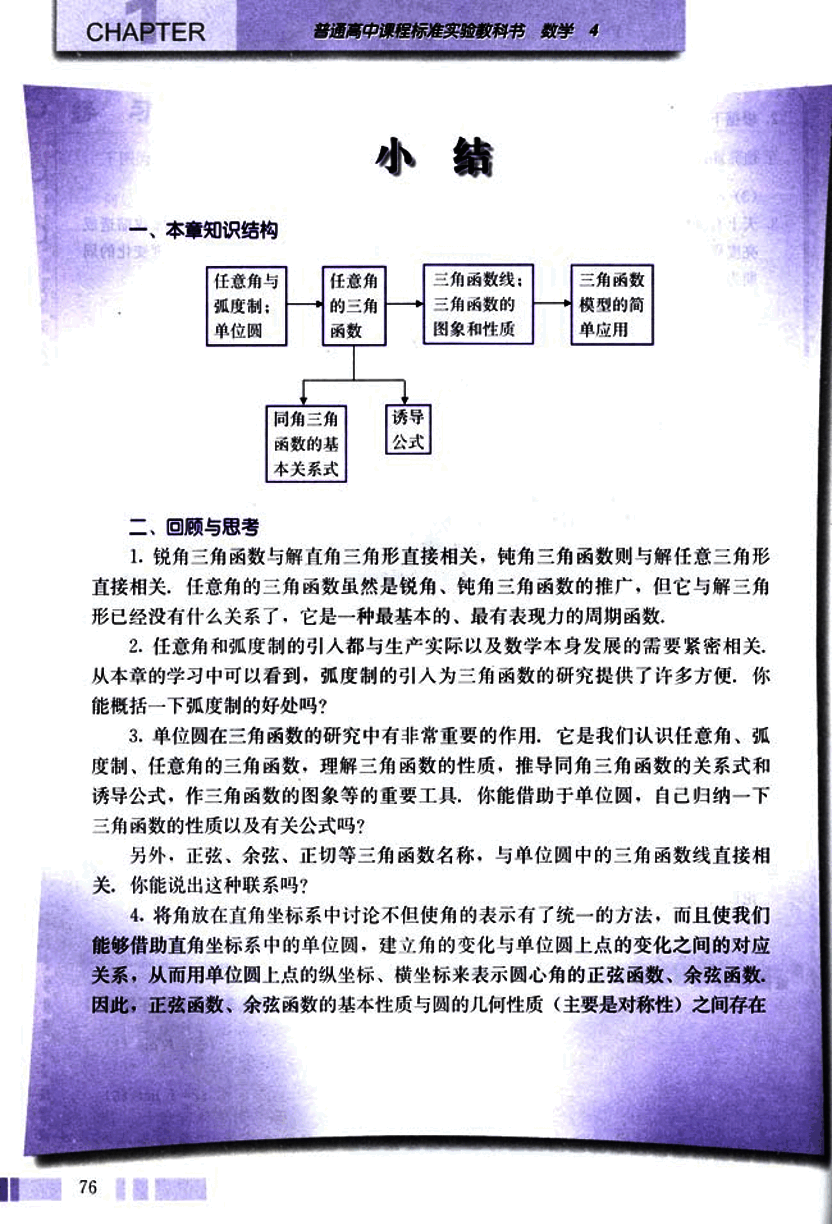 CHAPTER
普通高中课程标准实验教科书 数学 4
小 结
一、本章知识结构
任意角与
弧度制；
单位圆
任意角
的三角
函数
三角函数线；
三角函数的
图象和性质
三角函数
模型的简
单应用
同角三角
函数的基
本关系式
诱导
公式
二、回顾与思考
1. 锐角三角函数与解直角三角形直接相关，钝角三角函数则与解任意三角形
直接相关. 任意角的三角函数虽然是锐角、钝角三角函数的推广，但它与解三角
形已经没有什么关系了，它是一种最基本的、最有表现力的周期函数.
2. 任意角和弧度制的引入都与生产实际以及数学本身发展的需要紧密相关.
从本章的学习中可以看到，弧度制的引入为三角函数的研究提供了许多方便. 你
能概括一下弧度制的好处吗？
3. 单位圆在三角函数的研究中有非常重要的作用. 它是我们认识任意角、弧
度制、任意角的三角函数，理解三角函数的性质，推导同角三角函数的关系式和
诱导公式，作三角函数的图象等的重要工具. 你能借助于单位圆，自己归纳一下
三角函数的性质以及有关公式吗？
另外，正弦、余弦、正切等三角函数名称，与单位圆中的三角函数线直接相
关. 你能说出这种联系吗？
4. 将角放在直角坐标系中讨论不但使角的表示有了统一的方法，而且使我们
能够借助直角坐标系中的单位圆，建立角的变化与单位圆上点的变化之间的对应
关系，从而用单位圆上点的纵坐标、横坐标来表示圆心角的正弦函数、余弦函数.
因此，正弦函数、余弦函数的基本性质与圆的几何性质（主要是对称性）之间存在
76